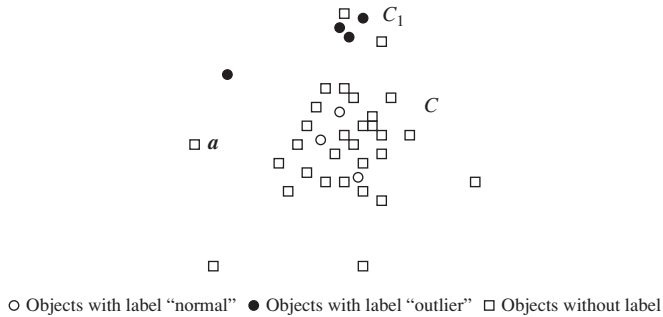 C1
C
a
Objects with label “normal” Objects with label “outlier” Objects without label